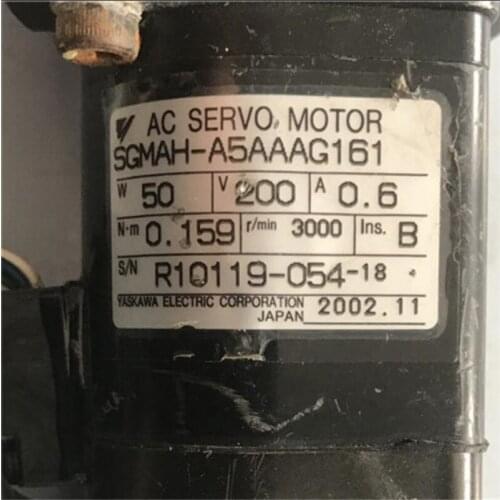 AC SERVO MOTOR
SGMAH-A5AAAG161
W 50 V 200 A 0.6
N·m 0.159 r/min 3000 Ins. B
S/N R10119-054-18
YASKAWA ELECTRIC CORPORATION
JAPAN 2002.11